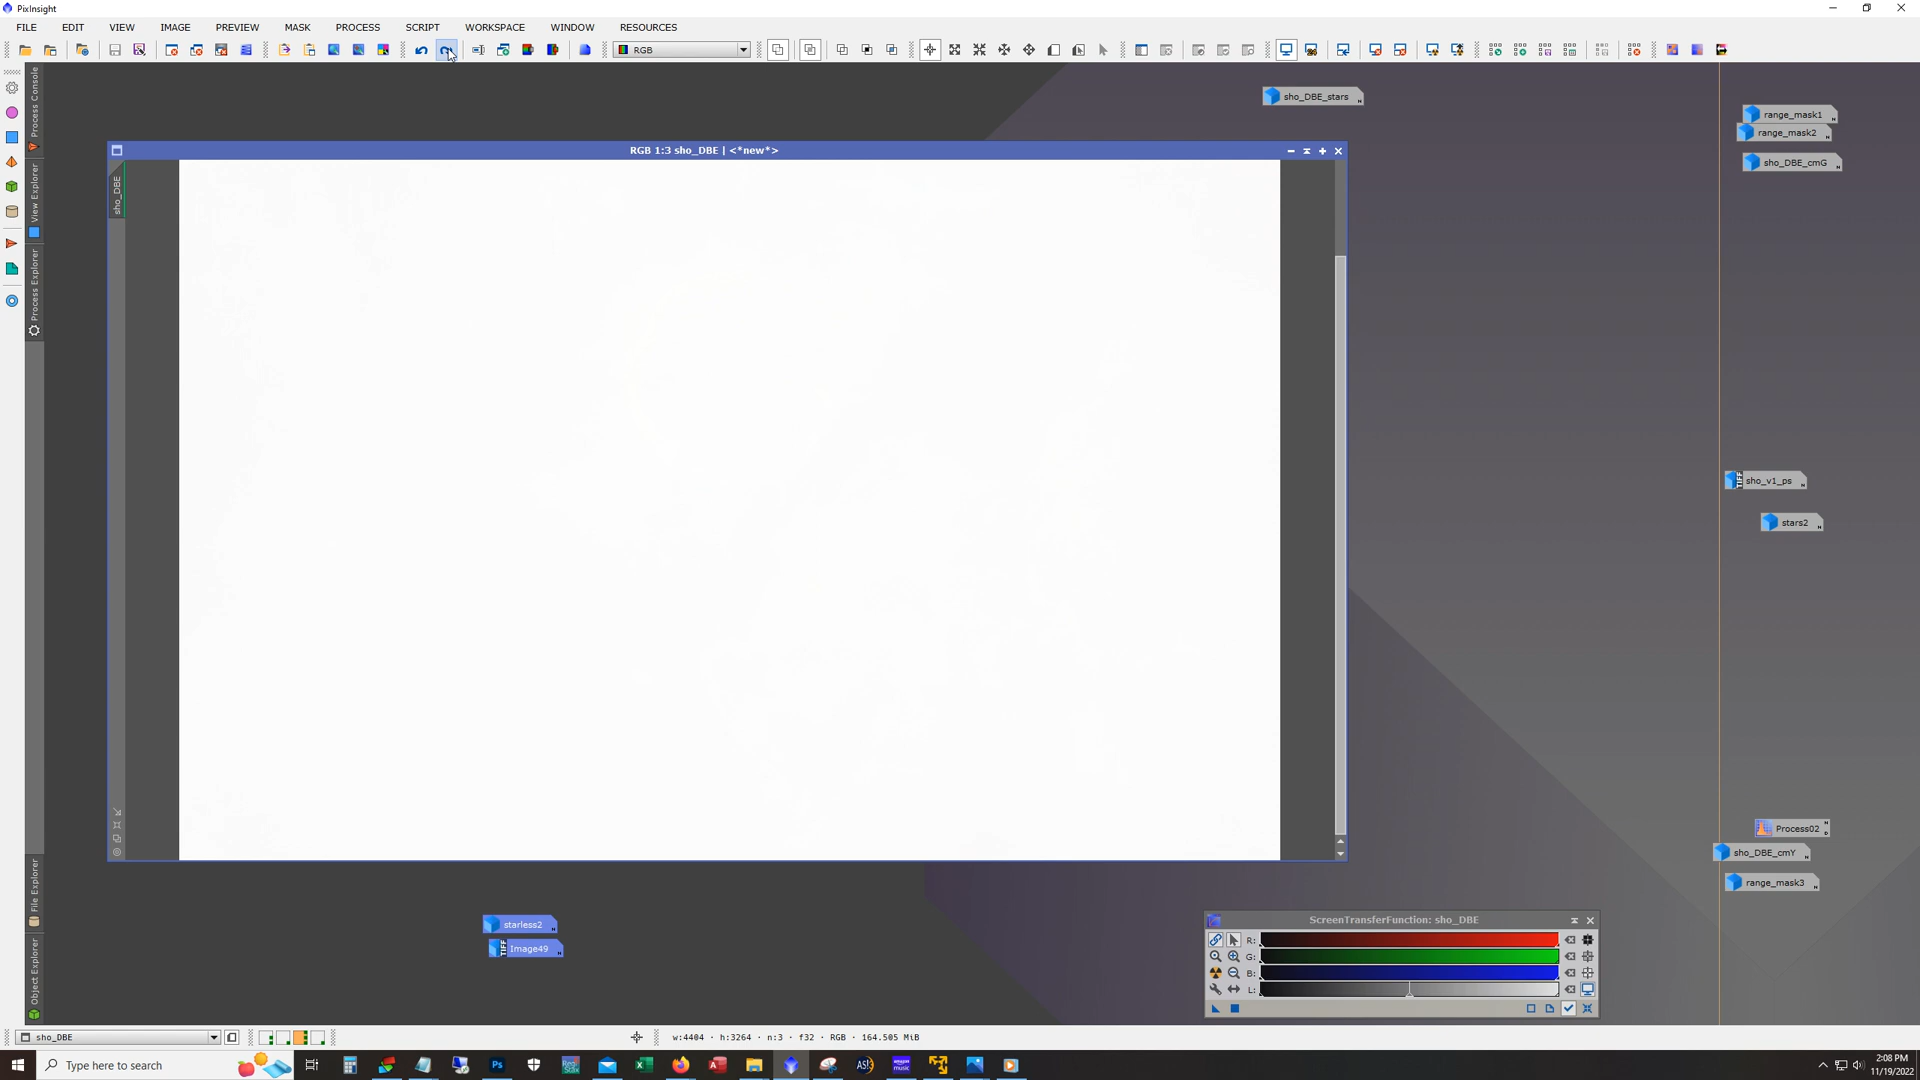 PixInsight
FILE EDIT VIEW IMAGE PREVIEW MASK PROCESS SCRIPT WORKSPACE WINDOW RESOURCES
RGB
Process Console
View Explorer
Process Explorer
File Explorer
Object Explorer
sho_DBE_stars
range_mask1
range_mask2
sho_DBE_cmG
RGB 1:3 sho_DBE | <*new*>
sho_DBE
sho_v1_ps
stars2
Process02
sho_DBE_cmY
range_mask3
starless2
Image49
ScreenTransferFunction: sho_DBE
R:
G:
B:
L:
sho_DBE
w:4404 · h:3264 · n:3 · f32 · RGB · 164.505 MiB
Type here to search
2:08 PM
11/19/2022